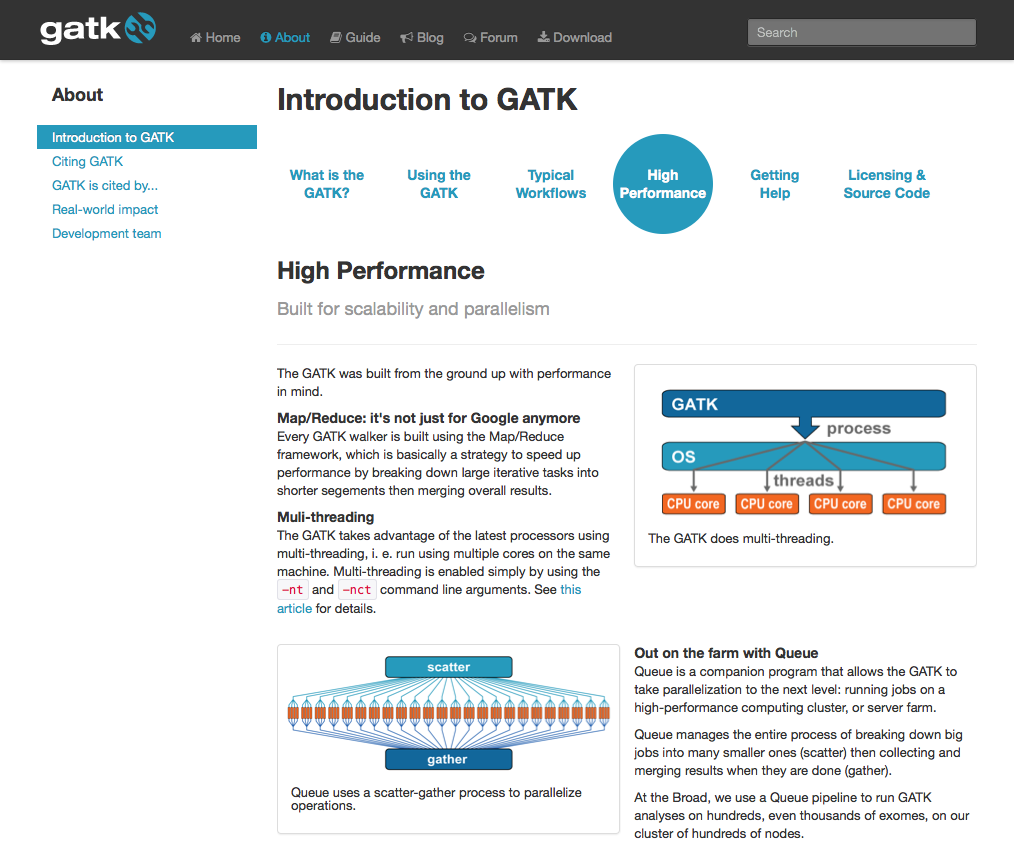 gatk
Home
About
Guide
Blog
Forum
Download
Search
About
Introduction to GATK
Citing GATK
GATK is cited by...
Real-world impact
Development team
Introduction to GATK
What is the
GATK?
Using the
GATK
Typical
Workflows
High
Performance
Getting
Help
Licensing &
Source Code
High Performance
Built for scalability and parallelism
The GATK was built from the ground up with performance
in mind.
Map/Reduce: it's not just for Google anymore
Every GATK walker is built using the Map/Reduce
framework, which is basically a strategy to speed up
performance by breaking down large iterative tasks into
shorter segements then merging overall results.
Muli-threading
The GATK takes advantage of the latest processors using
multi-threading, i. e. run using multiple cores on the same
machine. Multi-threading is enabled simply by using the
-nt and -nct command line arguments. See this
article for details.
GATK
process
OS
threads
CPU core CPU core CPU core CPU core
The GATK does multi-threading.
scatter
gather
Queue uses a scatter-gather process to parallelize
operations.
Out on the farm with Queue
Queue is a companion program that allows the GATK to
take parallelization to the next level: running jobs on a
high-performance computing cluster, or server farm.
Queue manages the entire process of breaking down big
jobs into many smaller ones (scatter) then collecting and
merging results when they are done (gather).
At the Broad, we use a Queue pipeline to run GATK
analyses on hundreds, even thousands of exomes, on our
cluster of hundreds of nodes.